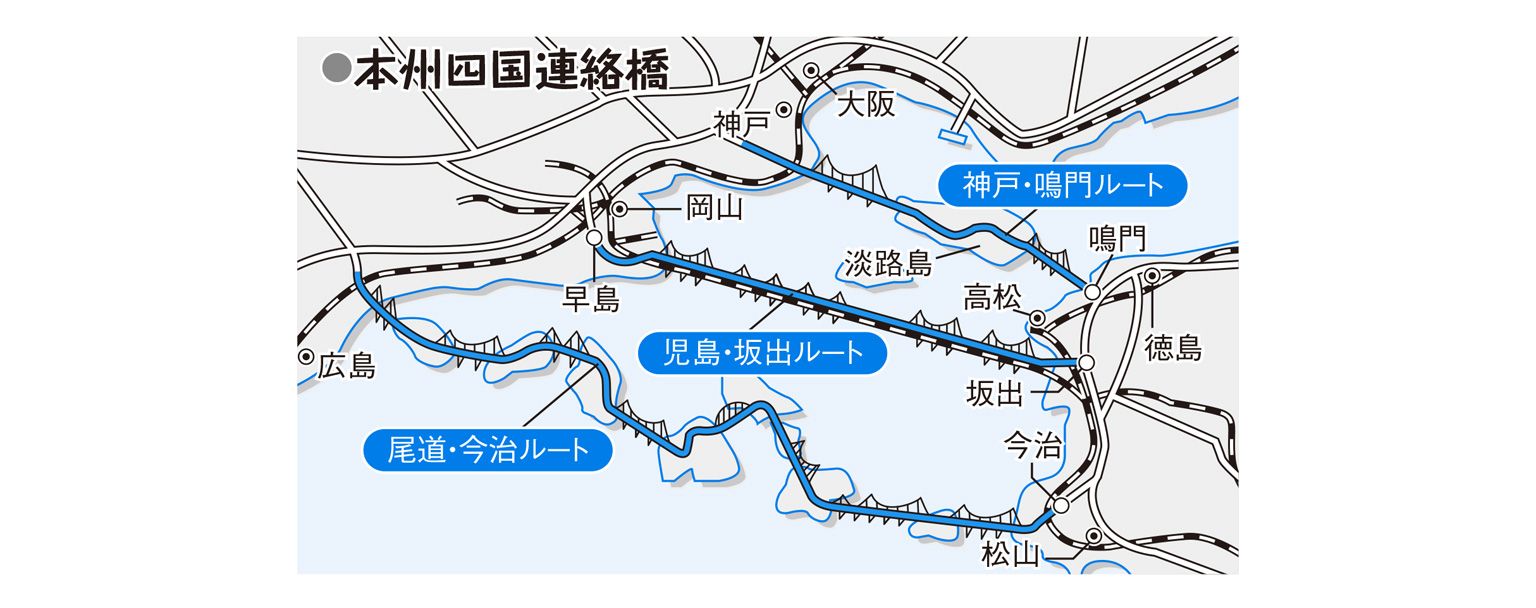 ●本州四国連絡橋
大阪
神戸
神戸・鳴門ルート
岡山
鳴門
淡路島
早島
高松
児島・坂出ルート
徳島
広島
坂出
尾道・今治ルート
今治
松山